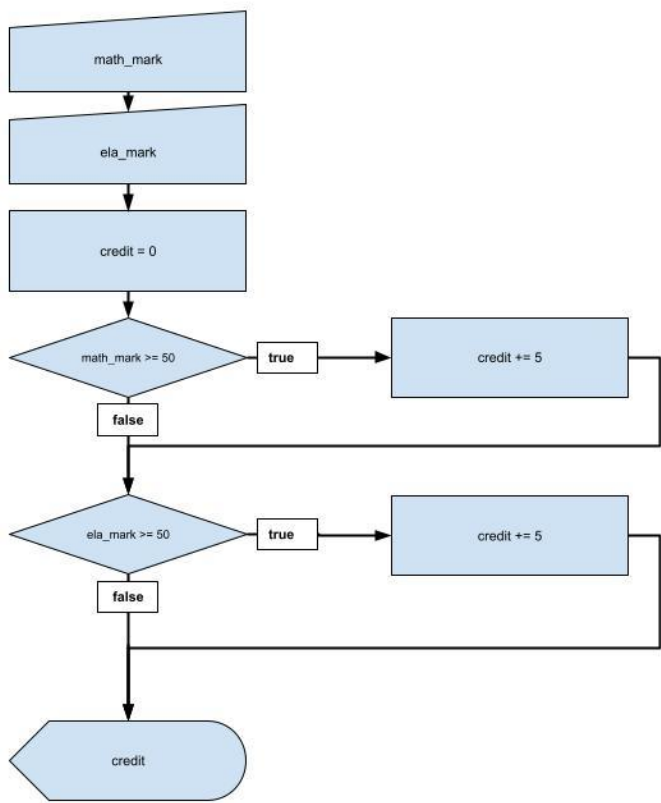 math_mark
ela_mark
credit = 0
math_mark >= 50
true
credit += 5
false
ela_mark >= 50
true
credit += 5
false
credit